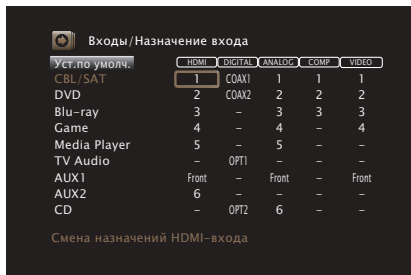 Входы/Назначение входа
Уст.по умолч. HDMI DIGITAL ANALOG COMP VIDEO
CBL/SAT 1 COAX1 1 1 1
DVD 2 COAX2 2 2 2
Blu-ray 3 – 3 3 3
Game 4 – 4 – 4
Media Player 5 – 5 – –
TV Audio – OPT1 – – –
AUX1 Front – Front – Front
AUX2 6 – – – –
CD – OPT2 6 – –
Смена назначений HDMI-входа